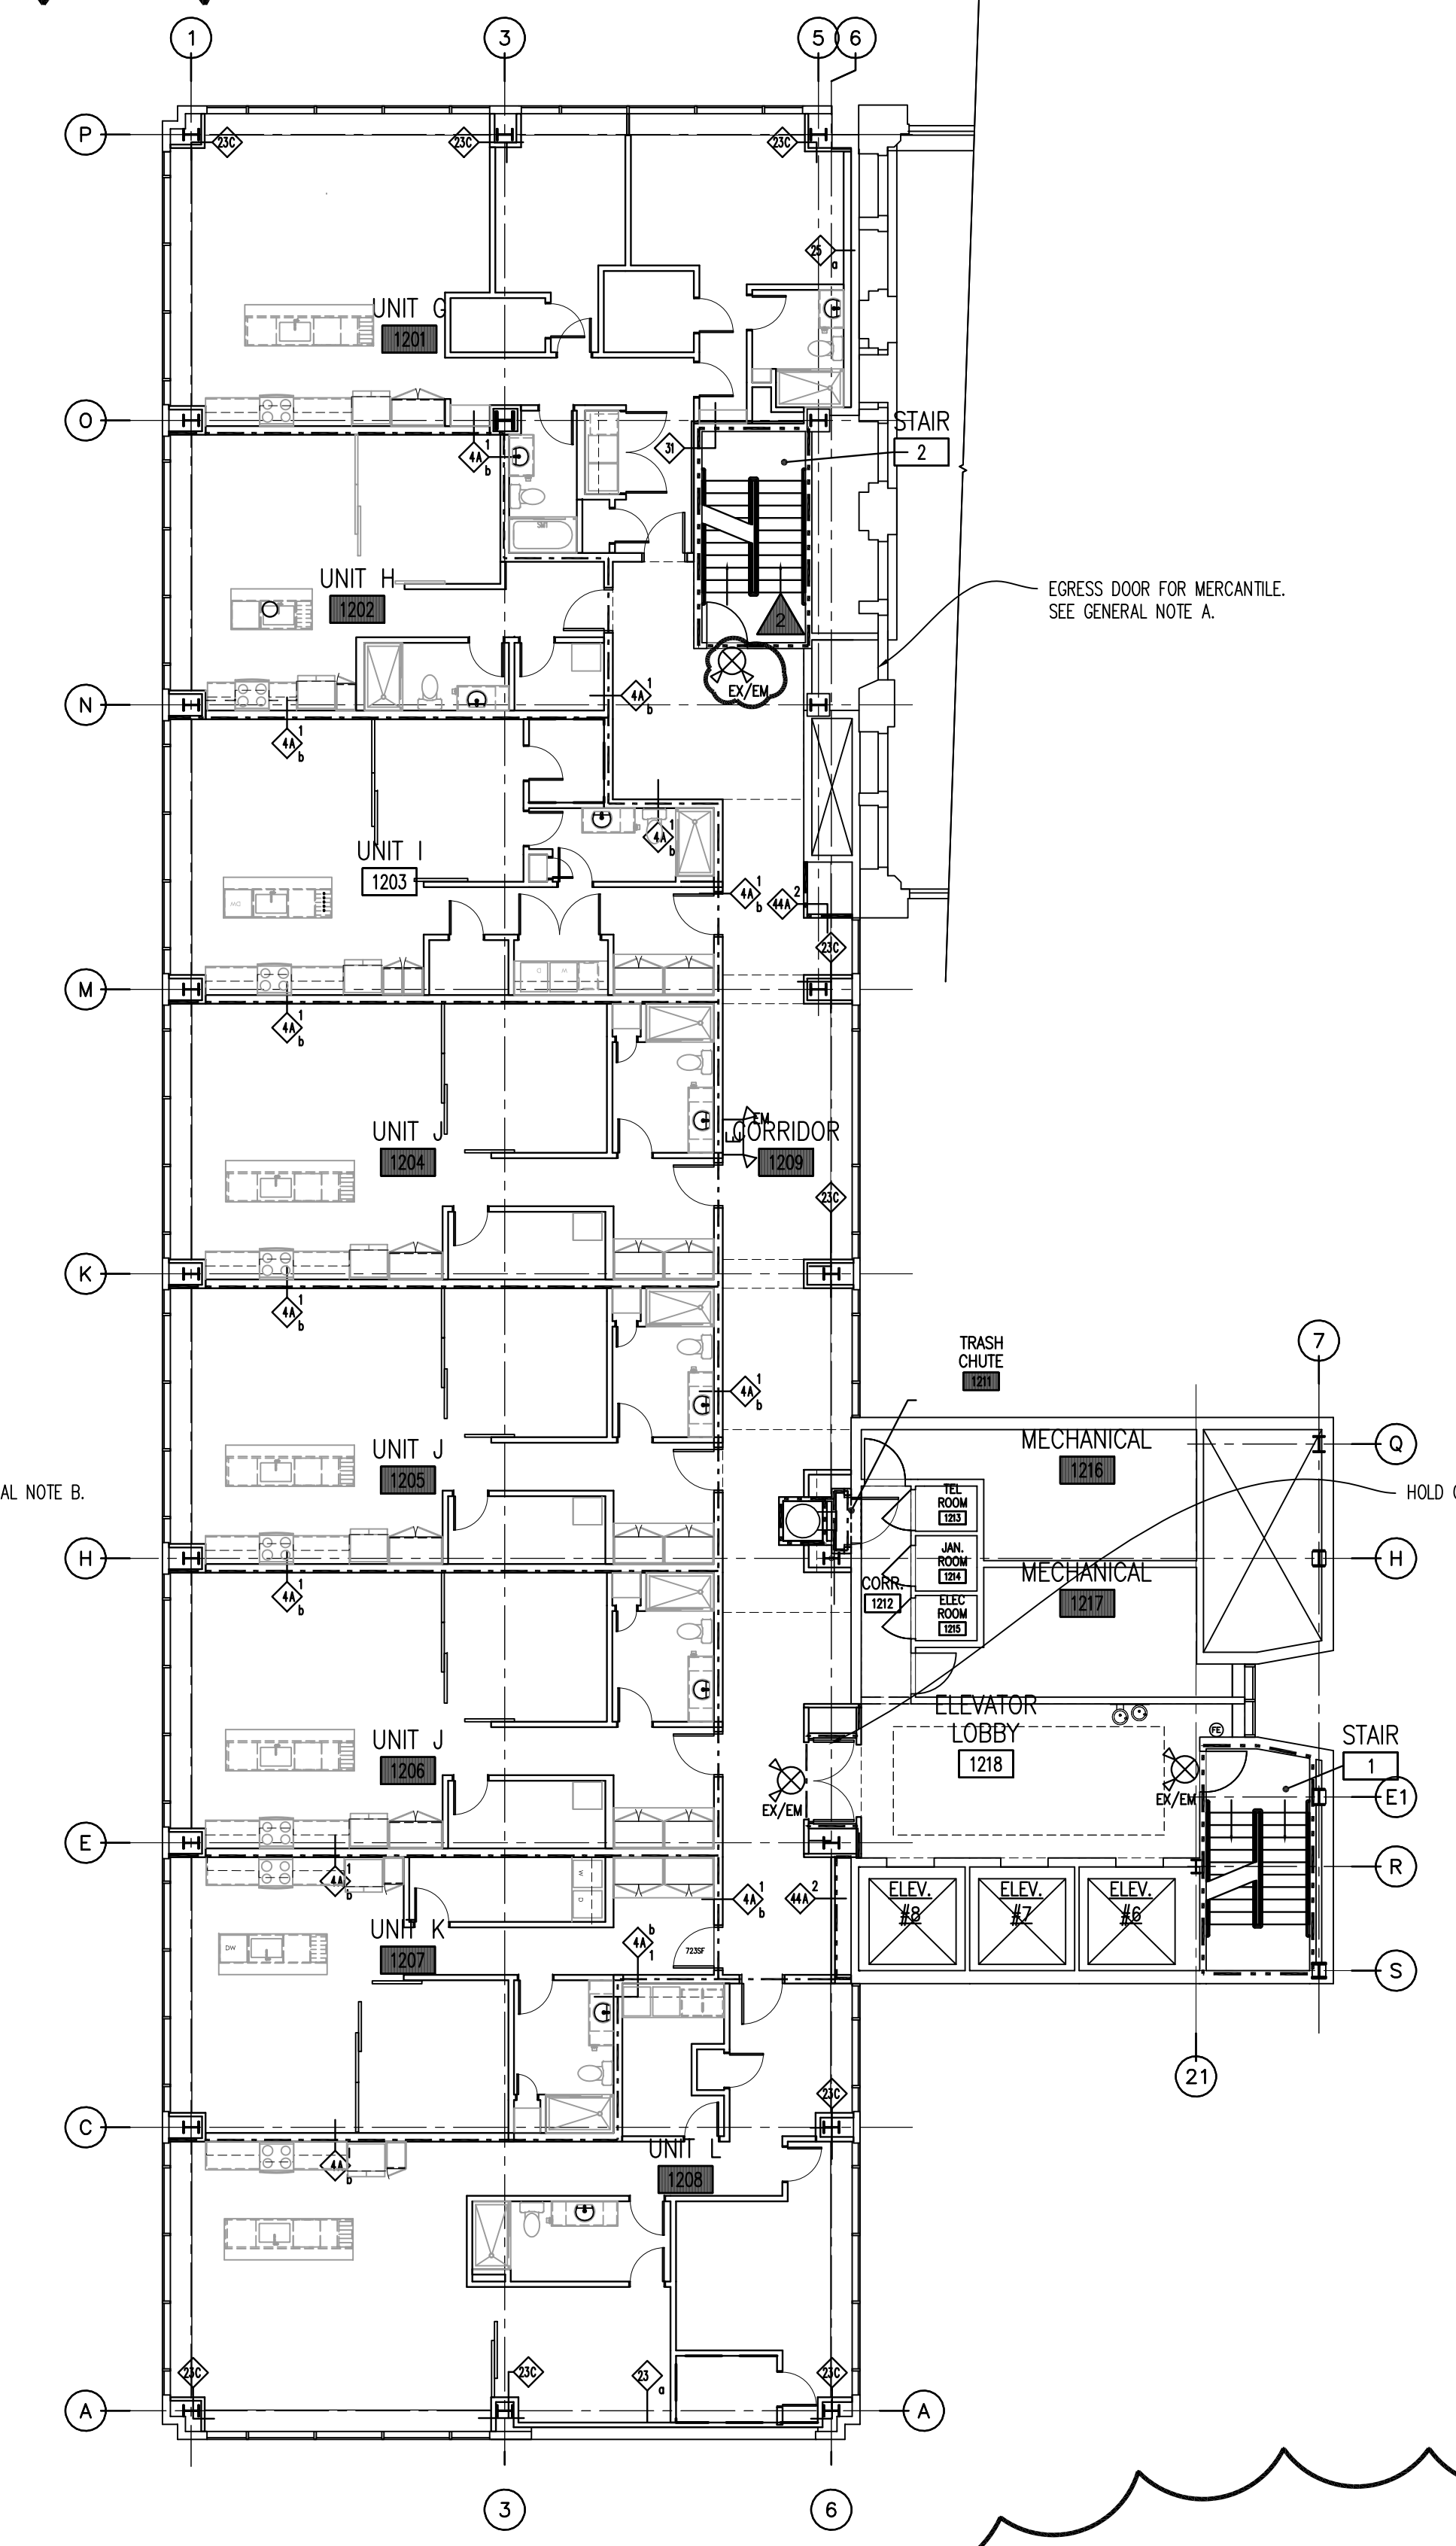 1
3
5
6
P
23C
23C
23C
25
a
UNIT G
1201
O
STAIR
2
31
4A
1
b
SMT
UNIT H
1202
EGRESS DOOR FOR MERCANTILE.
SEE GENERAL NOTE A.
2
EX/EM
N
4A
1
b
4A
1
b
4A
1
b
UNIT I
1203
DW
4A
1
b
44A
2
23C
D
W
M
4A
1
b
EM
UNIT J
1204
CORRIDOR
1209
23C
K
4A
1
b
TRASH
CHUTE
1211
7
4A
1
b
UNIT J
1205
MECHANICAL
1216
Q
AL NOTE B.
HOLD
TEL
ROOM
1213
H
H
JAN.
ROOM
1214
MECHANICAL
1217
CORR.
1212
ELEC
ROOM
1215
4A
1
b
UNIT J
1206
ELEVATOR
LOBBY
1218
FE
STAIR
1
EX/EM
EX/EM
E1
E
R
4A
1
b
W
D
4A
1
b
44A
2
ELEV.
#8
ELEV.
#7
ELEV.
#6
UNIT K
1207
DW
4A
b
1
723SF
S
21
23C
C
4A
1
b
UNIT L
1208
23C
23C
23
a
23C
A
A
3
6